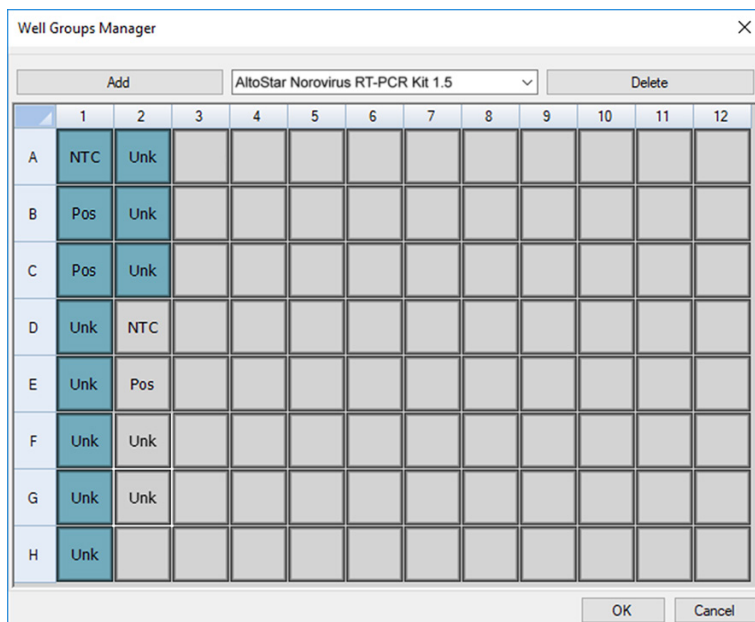 Well Groups Manager
Add AltoStar Norovirus RT-PCR Kit 1.5 Delete
1 2 3 4 5 6 7 8 9 10 11 12
A NTC Unk
B Pos Unk
C Pos Unk
D Unk NTC
E Unk Pos
F Unk Unk
G Unk Unk
H Unk
OK Cancel